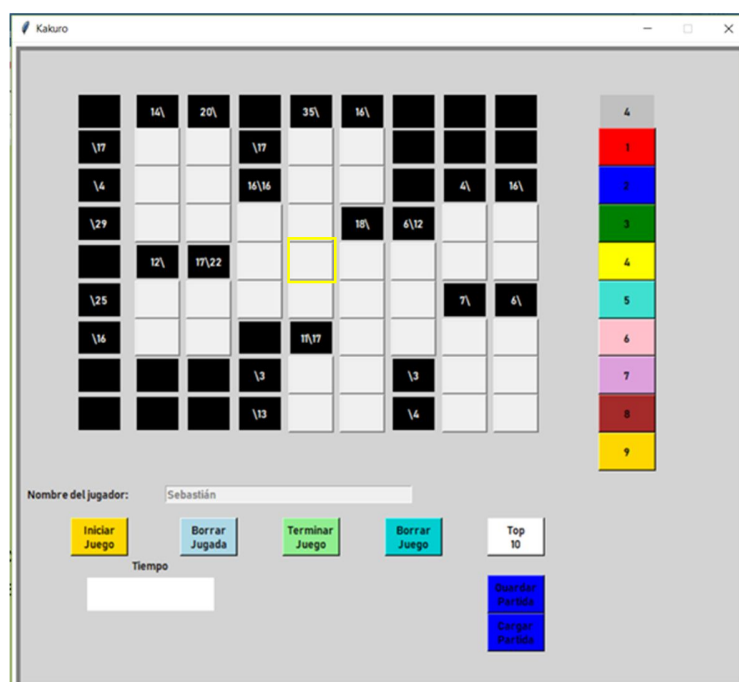 Kakuro
14\ 20\ 35\ 16\ 4
\17 \17 1
\4 16\16 4\ 16\ 2
\29 18\ 6\12 3
12\ 17\22 4
\25 7\ 6\ 5
\16 11\17 6
\3 \3 7
\13 \4 8
9
Nombre del jugador: Sebastián
Iniciar Juego
Borrar Jugada
Terminar Juego
Borrar Juego
Top 10
Tiempo
Guardar Partida
Cargar Partida